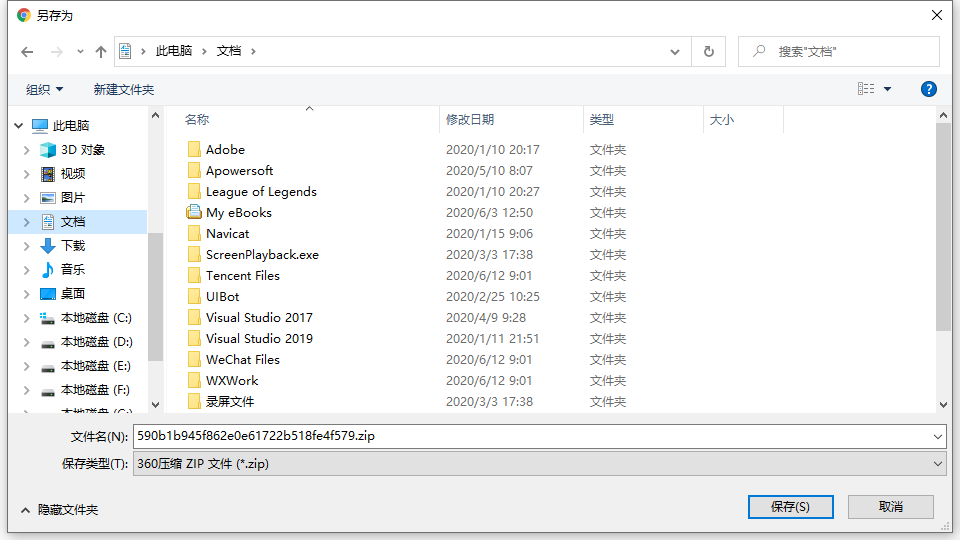 另存为
此电脑 › 文档 ›
搜索"文档"
组织 新建文件夹
名称 修改日期 类型 大小
此电脑
3D 对象
视频
图片
文档
下载
音乐
桌面
本地磁盘 (C:)
本地磁盘 (D:)
本地磁盘 (E:)
本地磁盘 (F:)
Adobe 2020/1/10 20:17 文件夹
Apowersoft 2020/5/10 8:07 文件夹
League of Legends 2020/1/10 20:27 文件夹
My eBooks 2020/6/3 12:50 文件夹
Navicat 2020/1/15 9:06 文件夹
ScreenPlayback.exe 2020/3/3 17:38 文件夹
Tencent Files 2020/6/12 9:01 文件夹
UIBot 2020/2/25 10:25 文件夹
Visual Studio 2017 2020/4/9 9:28 文件夹
Visual Studio 2019 2020/1/11 21:51 文件夹
WeChat Files 2020/6/12 9:01 文件夹
WXWork 2020/6/12 9:01 文件夹
录屏文件 2020/3/3 17:38 文件夹
文件名(N): 590b1b945f862e0e61722b518fe4f579.zip
保存类型(T): 360压缩 ZIP 文件 (*.zip)
隐藏文件夹 保存(S) 取消